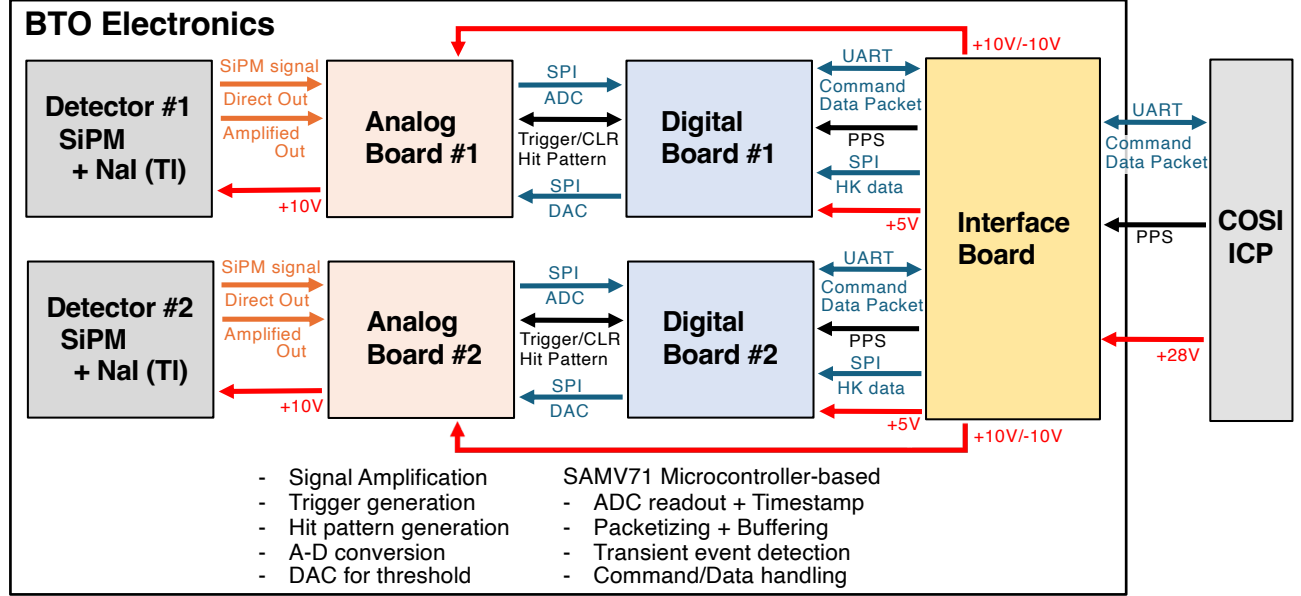 BTO Electronics
+10V/-10V
Detector #1
SiPM
+ NaI (Tl)
SiPM signal
Direct Out
Amplified
Out
+10V
Analog
Board #1
SPI
ADC
Trigger/CLR
Hit Pattern
SPI
DAC
Digital
Board #1
UART
Command
Data Packet
PPS
SPI
HK data
+5V
Interface
Board
UART
Command
Data Packet
PPS
+28V
COSI
ICP
Detector #2
SiPM
+ NaI (Tl)
SiPM signal
Direct Out
Amplified
Out
+10V
Analog
Board #2
SPI
ADC
Trigger/CLR
Hit Pattern
SPI
DAC
Digital
Board #2
UART
Command
Data Packet
PPS
SPI
HK data
+5V
+10V/-10V
- Signal Amplification
- Trigger generation
- Hit pattern generation
- A-D conversion
- DAC for threshold
SAMV71 Microcontroller-based
- ADC readout + Timestamp
- Packetizing + Buffering
- Transient event detection
- Command/Data handling